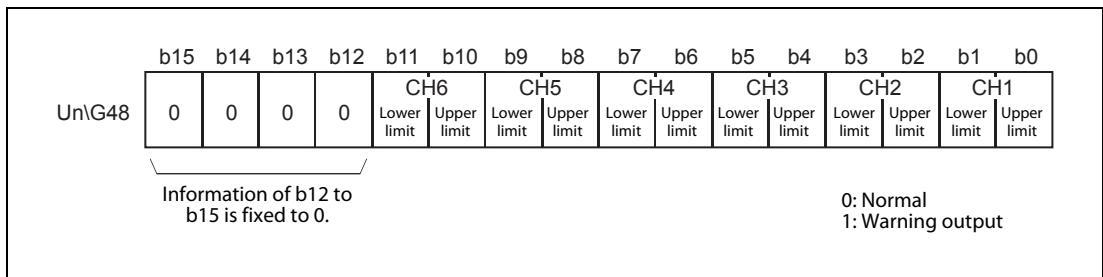 b15 b14 b13 b12 b11 b10 b9 b8 b7 b6 b5 b4 b3 b2 b1 b0
CH6 CH5 CH4 CH3 CH2 CH1
Un\G48 0 0 0 0 Lower limit Upper limit Lower limit Upper limit Lower limit Upper limit Lower limit Upper limit Lower limit Upper limit Lower limit Upper limit
Information of b12 to
b15 is fixed to 0.
0: Normal
1: Warning output